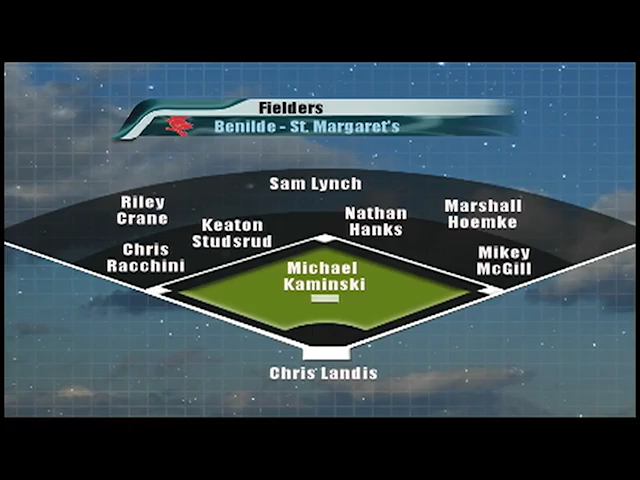 Fielders
Benilde - St. Margaret's
Sam Lynch
Riley
Crane
Marshall
Hoemke
Keaton
Studsrud
Nathan
Hanks
Chris
Racchini
Mikey
McGill
Michael
Kaminski
Chris Landis